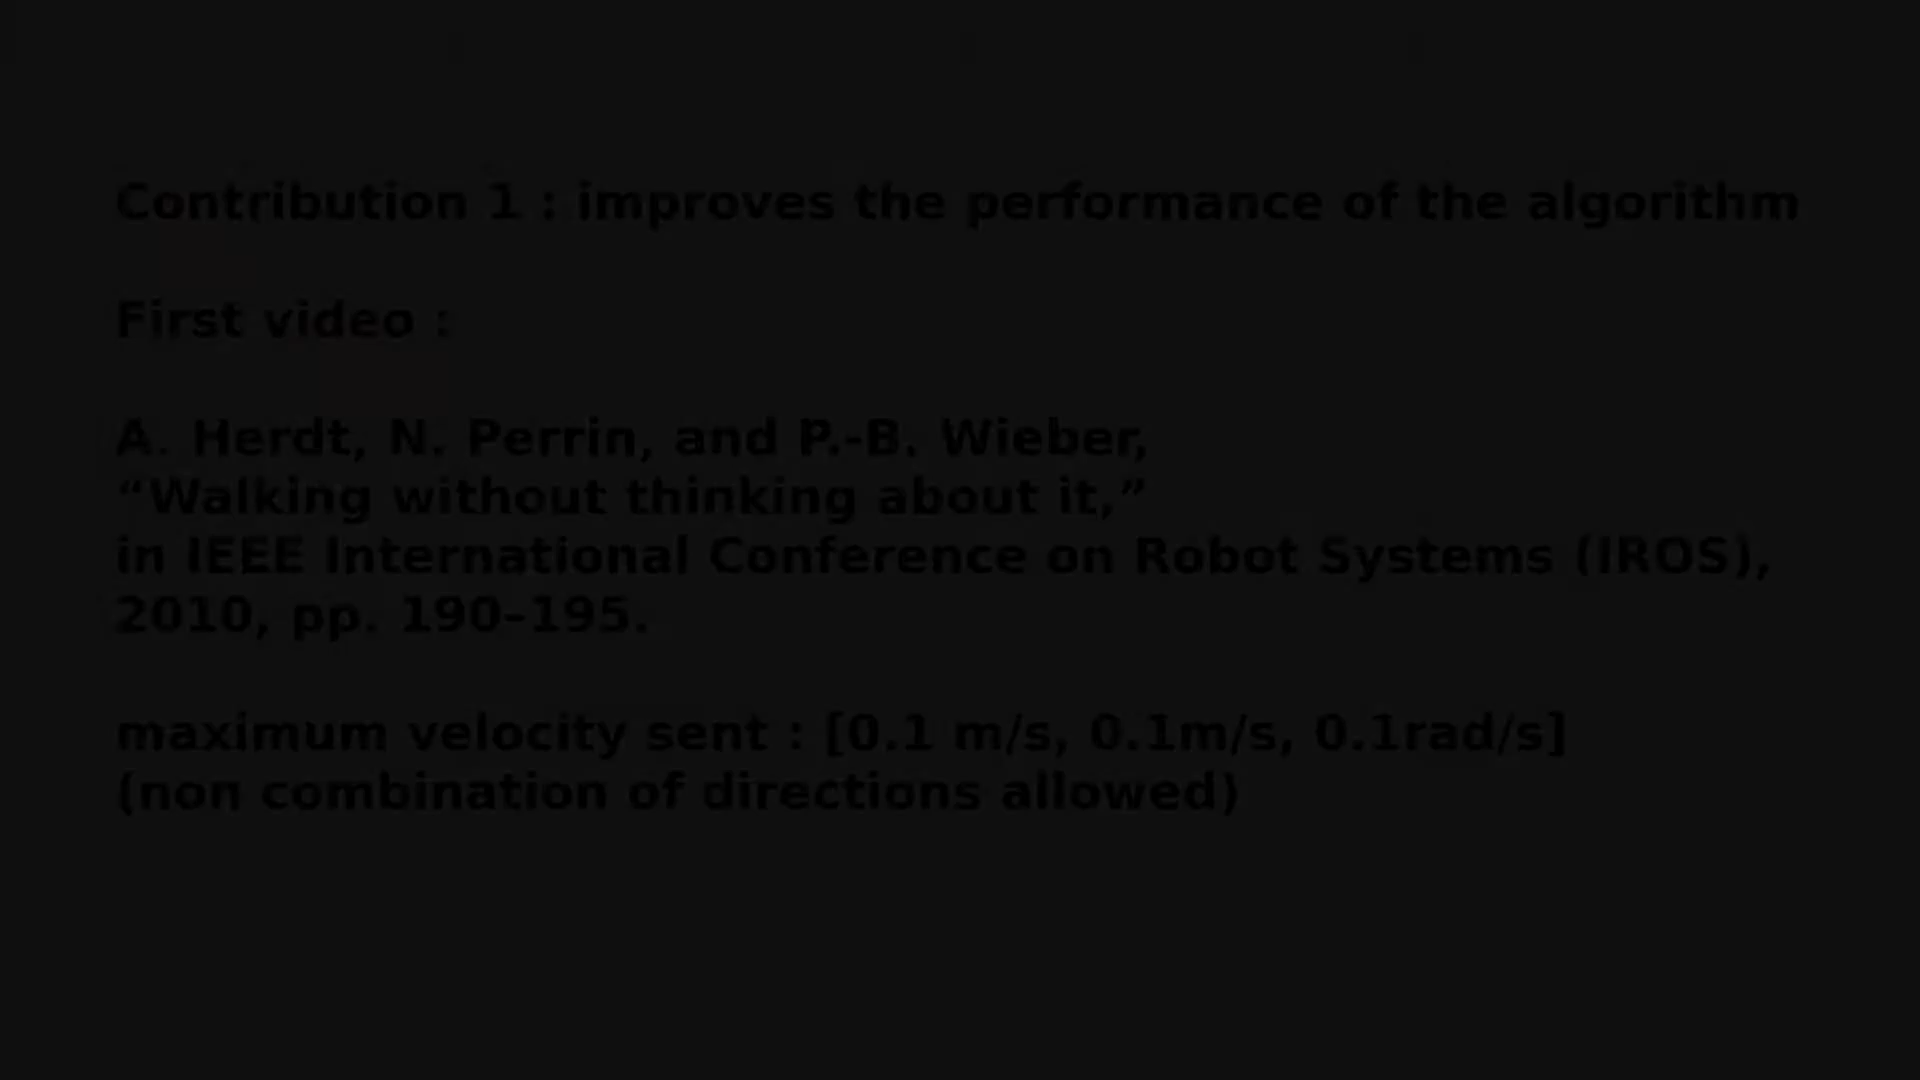 Contribution 1 : improves the performance of the algorithm
First video :
A. Herdt, N. Perrin, and P.-B. Wieber,
“Walking without thinking about it,”
in IEEE International Conference on Robot Systems (IROS),
2010, pp. 190–195.
maximum velocity sent : [0.1 m/s, 0.1m/s, 0.1rad/s]
(non combination of directions allowed)